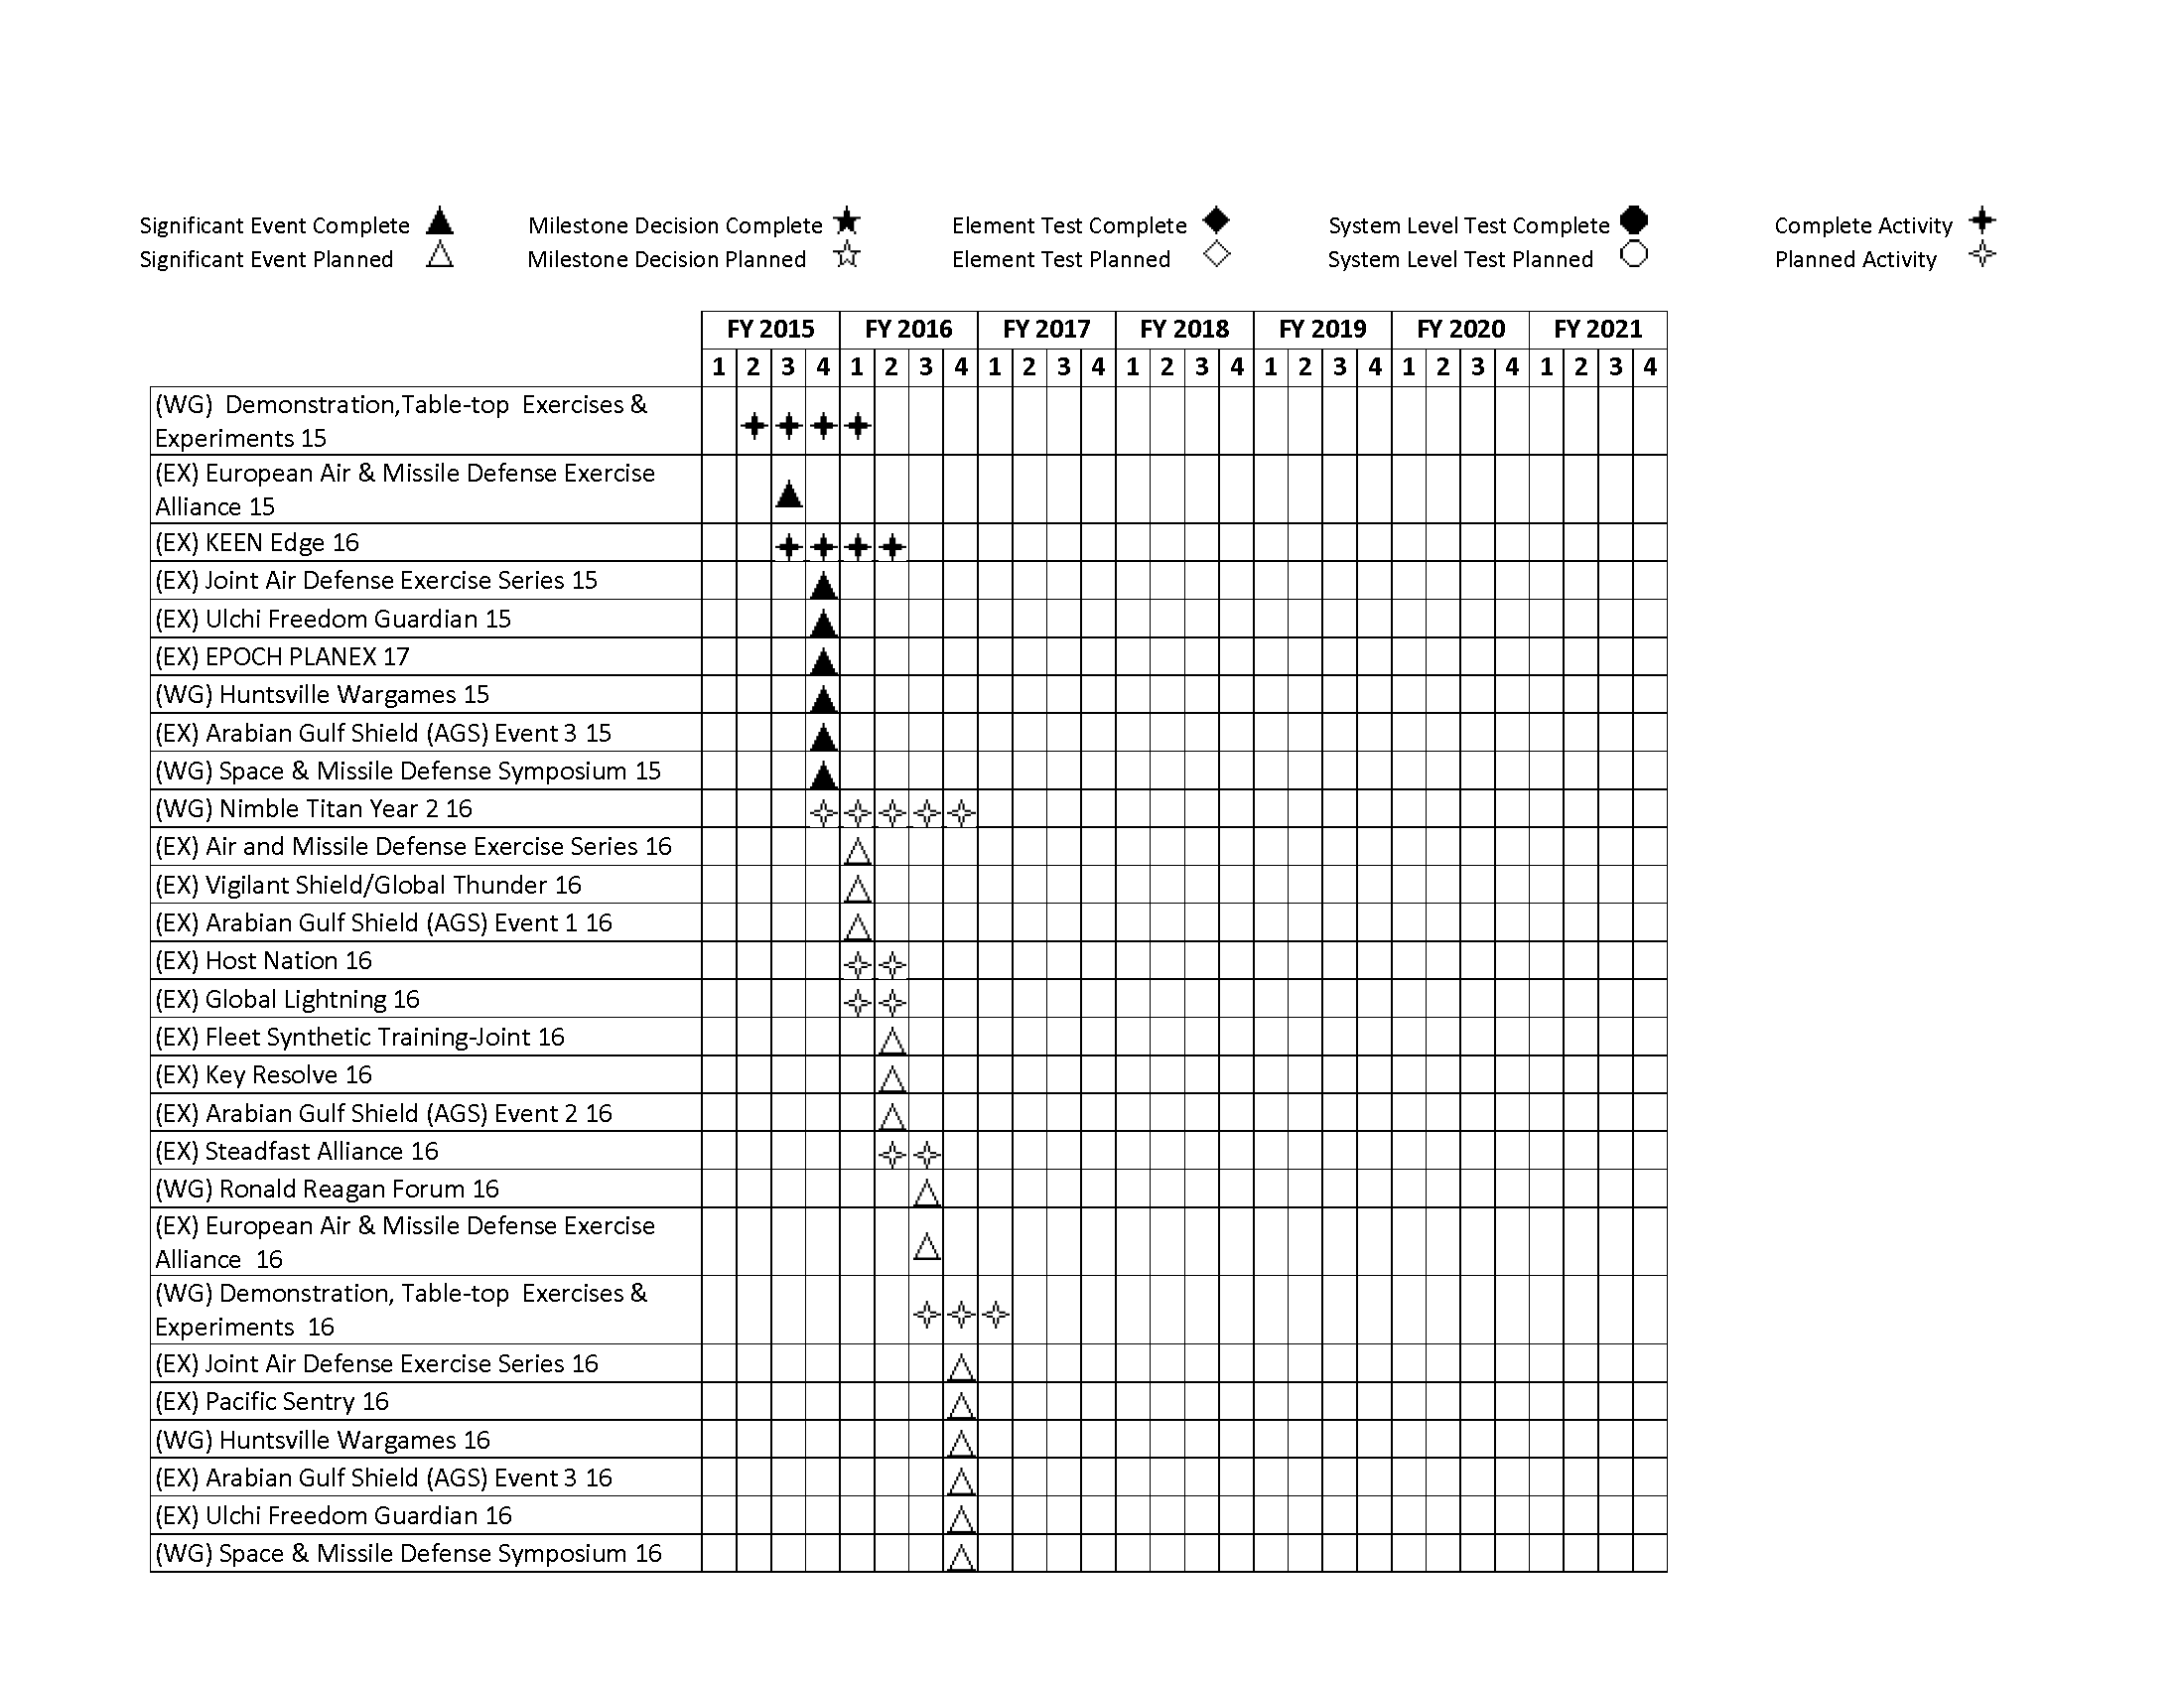 Significant Event Complete Milestone Decision Complete Element Test Complete System Level Test Complete Complete Activity
Significant Event Planned Milestone Decision Planned Element Test Planned System Level Test Planned Planned Activity
FY 2015 FY 2016 FY 2017 FY 2018 FY 2019 FY 2020 FY 2021
1 2 3 4 1 2 3 4 1 2 3 4 1 2 3 4 1 2 3 4 1 2 3 4 1 2 3 4
(WG)  Demonstration,Table-top  Exercises &
Experiments 15
(EX) European Air & Missile Defense Exercise
Alliance 15
(EX) KEEN Edge 16
(EX) Joint Air Defense Exercise Series 15
(EX) Ulchi Freedom Guardian 15
(EX) EPOCH PLANEX 17
(WG) Huntsville Wargames 15
(EX) Arabian Gulf Shield (AGS) Event 3 15
(WG) Space & Missile Defense Symposium 15
(WG) Nimble Titan Year 2 16
(EX) Air and Missile Defense Exercise Series 16
(EX) Vigilant Shield/Global Thunder 16
(EX) Arabian Gulf Shield (AGS) Event 1 16
(EX) Host Nation 16
(EX) Global Lightning 16
(EX) Fleet Synthetic Training-Joint 16
(EX) Key Resolve 16
(EX) Arabian Gulf Shield (AGS) Event 2 16
(EX) Steadfast Alliance 16
(WG) Ronald Reagan Forum 16
(EX) European Air & Missile Defense Exercise
Alliance  16
(WG) Demonstration, Table-top  Exercises &
Experiments  16
(EX) Joint Air Defense Exercise Series 16
(EX) Pacific Sentry 16
(WG) Huntsville Wargames 16
(EX) Arabian Gulf Shield (AGS) Event 3 16
(EX) Ulchi Freedom Guardian 16
(WG) Space & Missile Defense Symposium 16